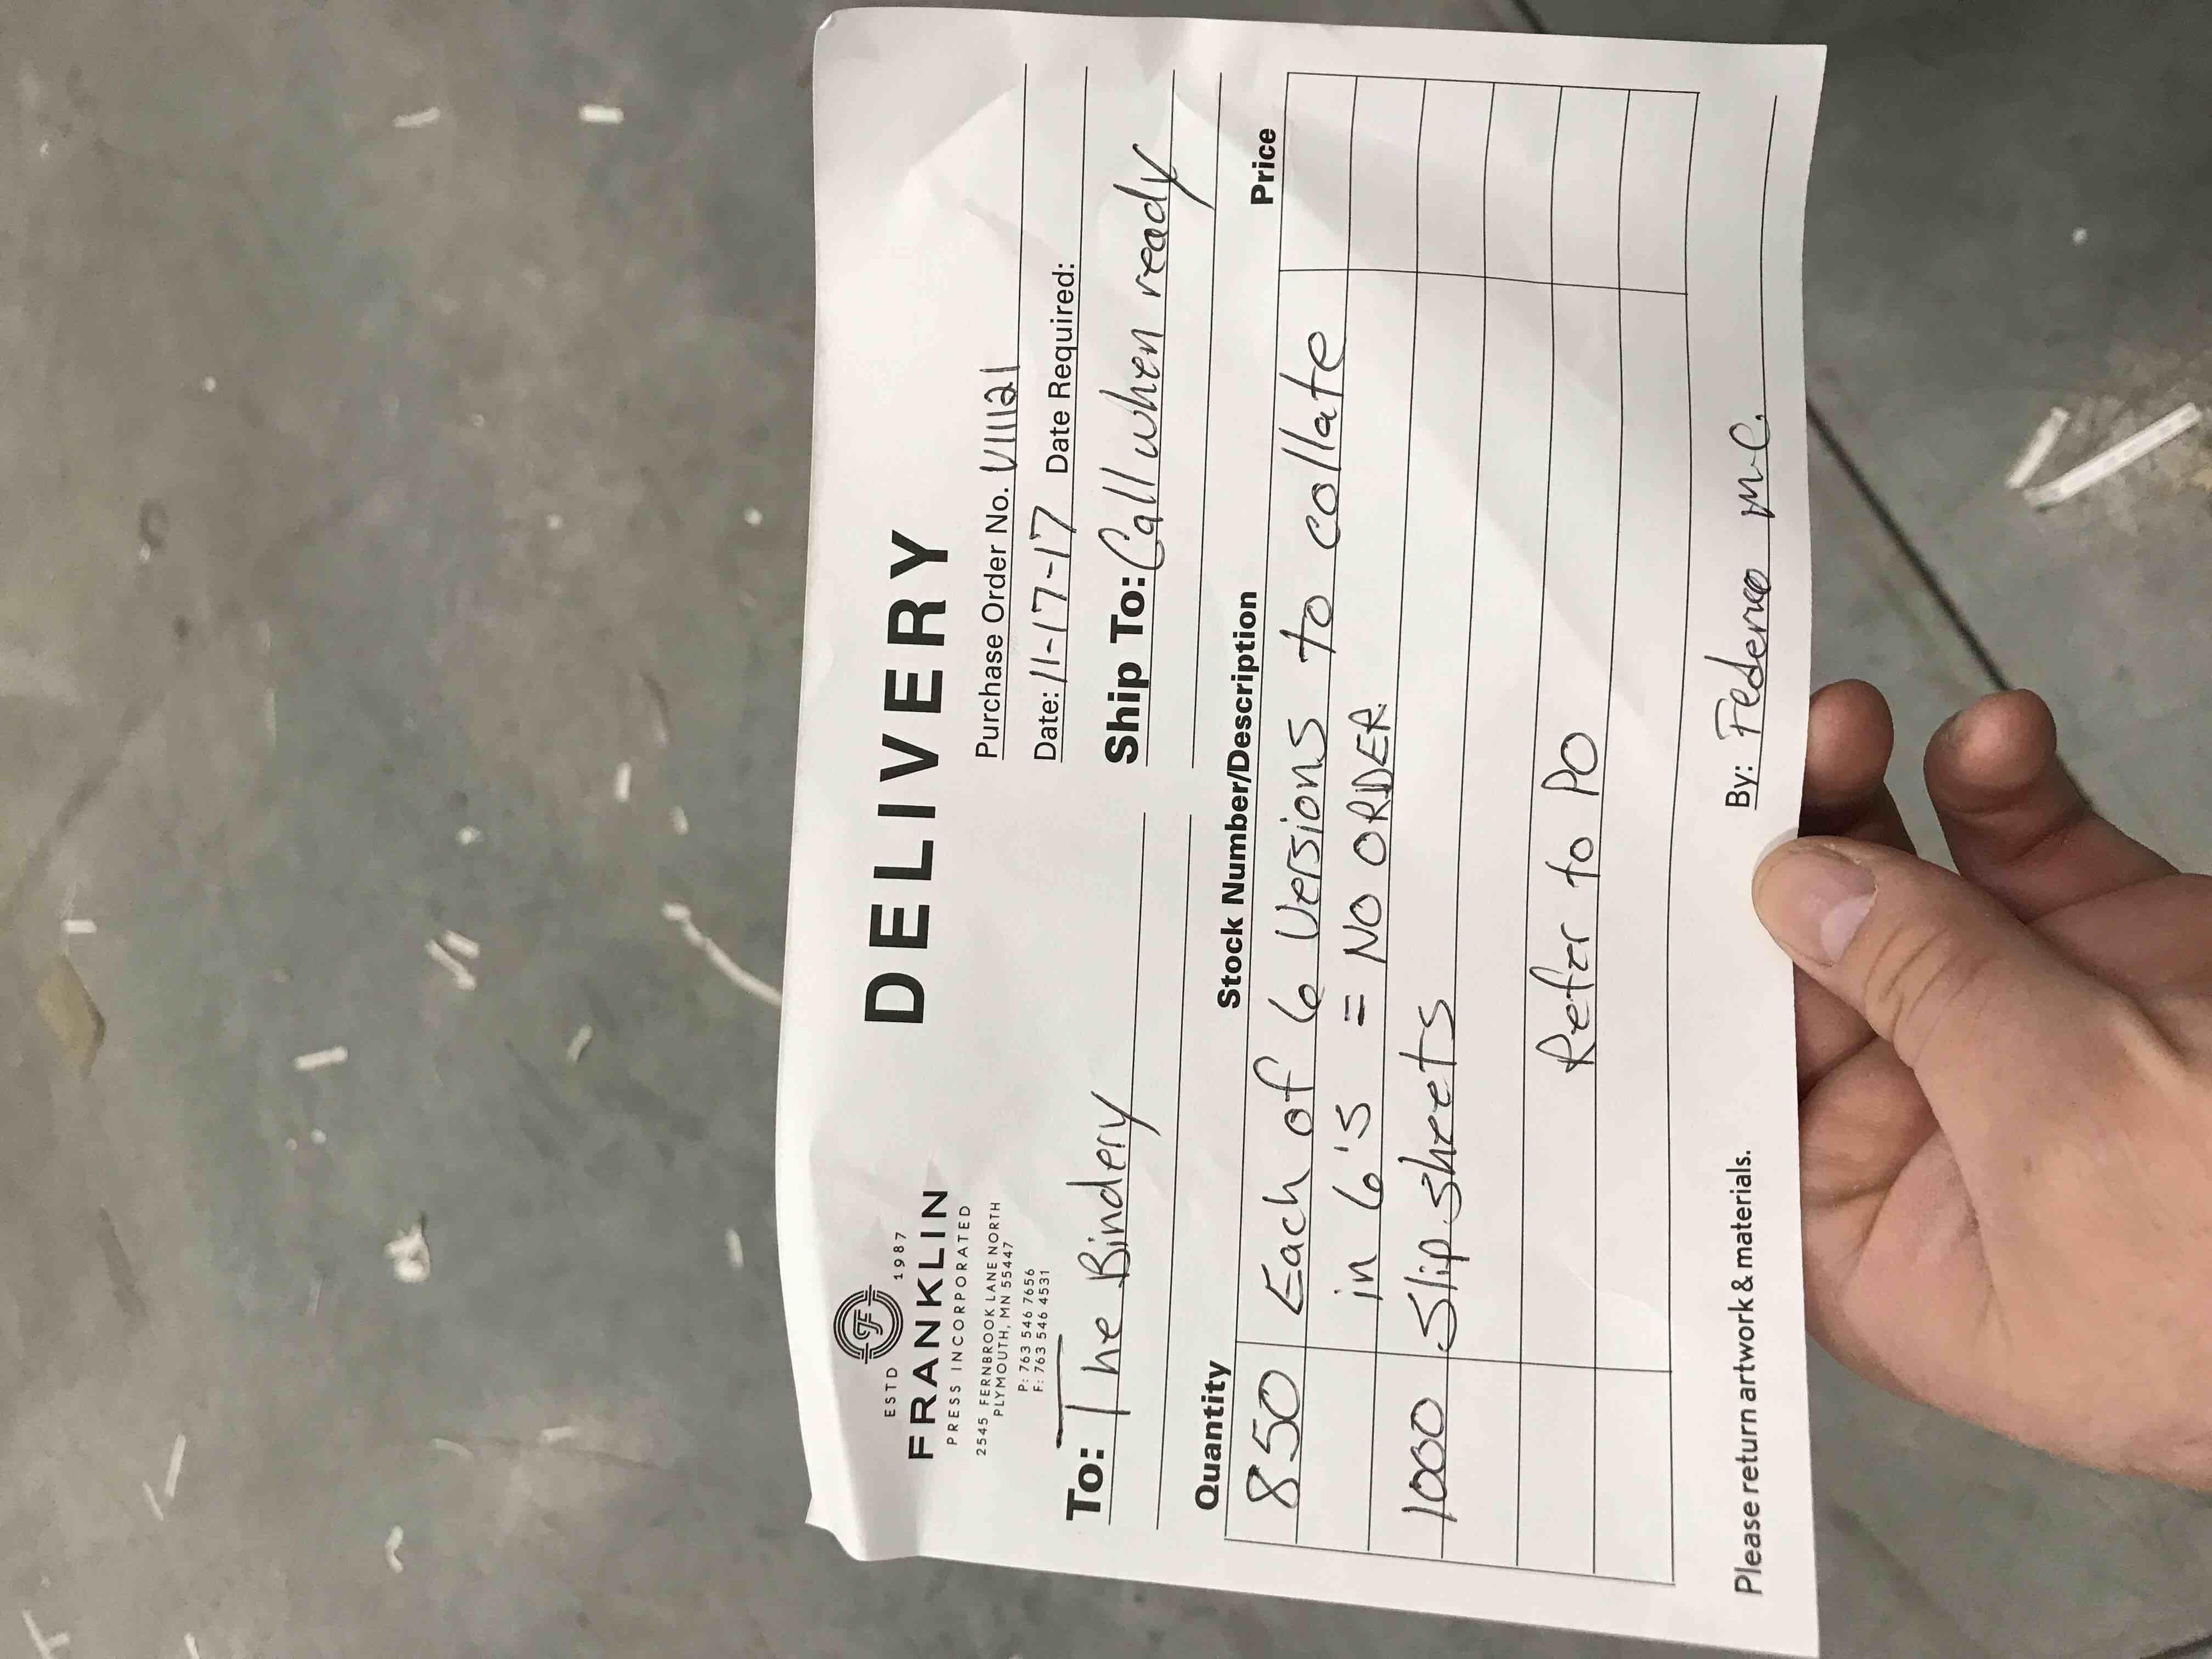 ESTD 1987
FRANKLIN
PRESS INCORPORATED
2545 FERNBROOK LANE NORTH
PLYMOUTH, MN 55447
P: 763 546 7656
F: 763 546 4531
DELIVERY
Purchase Order No. V11121
Date: 11-17-17 Date Required:
To: The Bindery
Ship To: Call when ready
Quantity Stock Number/Description Price
850 Each of 6 Versions to collate
in 6's = NO ORDER
1000 Slip sheets
Refer to PO
Please return artwork & materials.
By: Federico